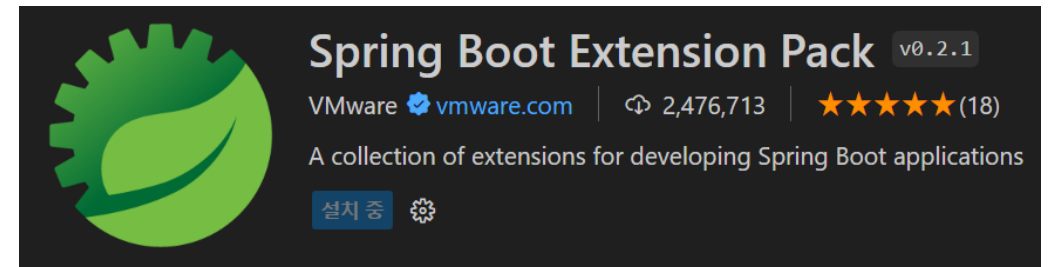 Spring Boot Extension Pack v0.2.1
VMware vmware.com 2,476,713 (18)
A collection of extensions for developing Spring Boot applications
설치 중